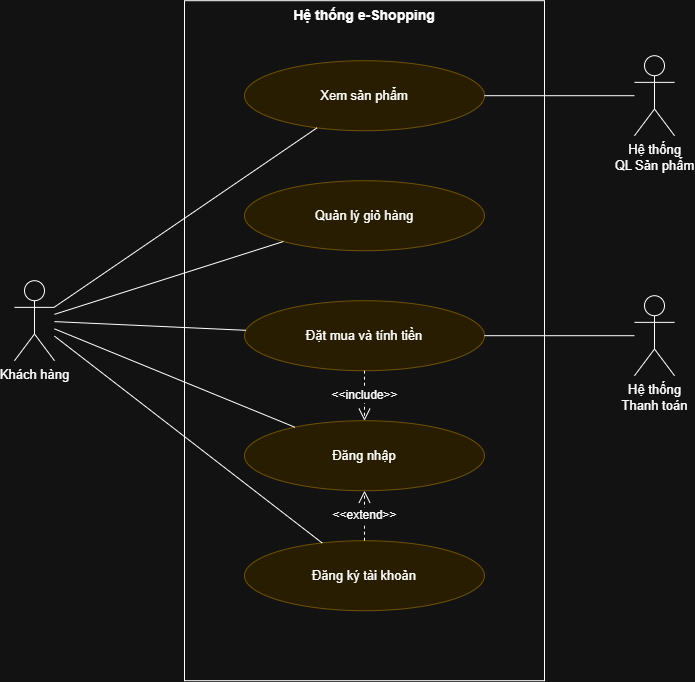 Hệ thống e-Shopping
Xem sản phẩm
Hệ thống
QL Sản phẩm
Quản lý giỏ hàng
Khách hàng
Đặt mua và tính tiền
Hệ thống
Thanh toán
<<include>>
Đăng nhập
<<extend>>
Đăng ký tài khoản